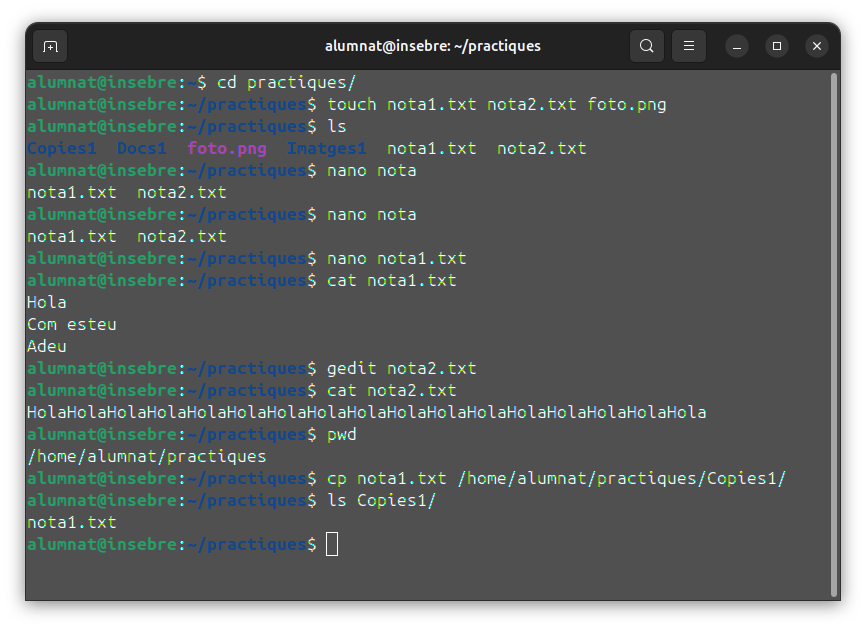 alumnat@insebre: ~/practiques
alumnat@insebre:~$ cd practiques/
alumnat@insebre:~/practiques$ touch nota1.txt nota2.txt foto.png
alumnat@insebre:~/practiques$ ls
Copies1  Docs1  foto.png  Imatges1  nota1.txt  nota2.txt
alumnat@insebre:~/practiques$ nano nota
nota1.txt  nota2.txt
alumnat@insebre:~/practiques$ nano nota
nota1.txt  nota2.txt
alumnat@insebre:~/practiques$ nano nota1.txt
alumnat@insebre:~/practiques$ cat nota1.txt
Hola
Com esteu
Adeu
alumnat@insebre:~/practiques$ gedit nota2.txt
alumnat@insebre:~/practiques$ cat nota2.txt
HolaHolaHolaHolaHolaHolaHolaHolaHolaHolaHolaHolaHolaHolaHolaHolaHola
alumnat@insebre:~/practiques$ pwd
/home/alumnat/practiques
alumnat@insebre:~/practiques$ cp nota1.txt /home/alumnat/practiques/Copies1/
alumnat@insebre:~/practiques$ ls Copies1/
nota1.txt
alumnat@insebre:~/practiques$